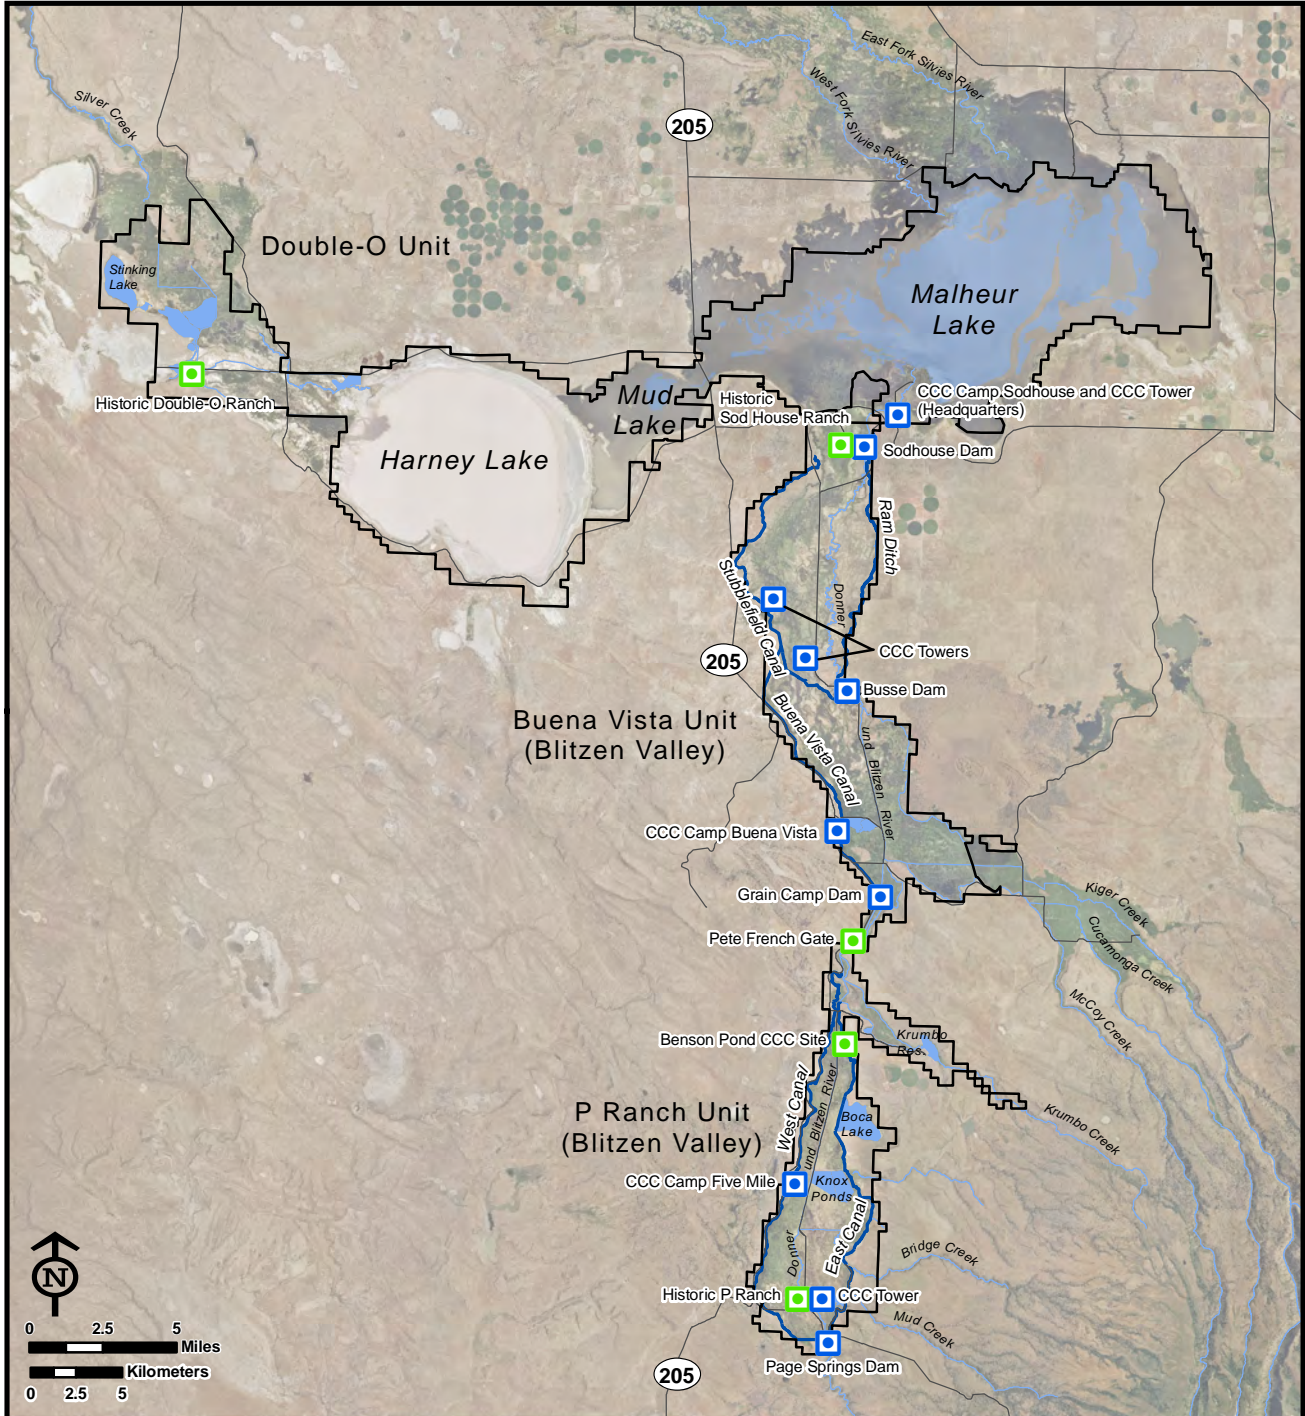 East Fork Silvies River
West Fork Silvies River
Silver Creek
205
Double-O Unit
Stinking
Lake
Malheur
Lake
Historic Double-O Ranch
Mud
Lake
Harney Lake
Historic
Sod House Ranch
CCC Camp Sodhouse and CCC Tower
(Headquarters)
Sodhouse Dam
Ram Ditch
Stubblefield Canal
Donner
205
CCC Towers
Busse Dam
Buena Vista Unit
(Blitzen Valley)
Buena Vista Canal
und Blitzen
River
CCC Camp Buena Vista
Grain Camp Dam
Kiger Creek
Cucamonga Creek
Pete French Gate
McCoy Creek
Benson Pond CCC Site
Krumbo
Res.
P Ranch Unit
(Blitzen Valley)
West Canal
und Blitzen River
Boca
Lake
Krumbo Creek
CCC Camp Five Mile
Knox
Ponds
East Canal
Donner
Bridge Creek
Historic P Ranch
CCC Tower
Mud Creek
Page Springs Dam
205
N
0 2.5 5
Miles
Kilometers
0 2.5 5